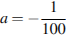 a = −1/100